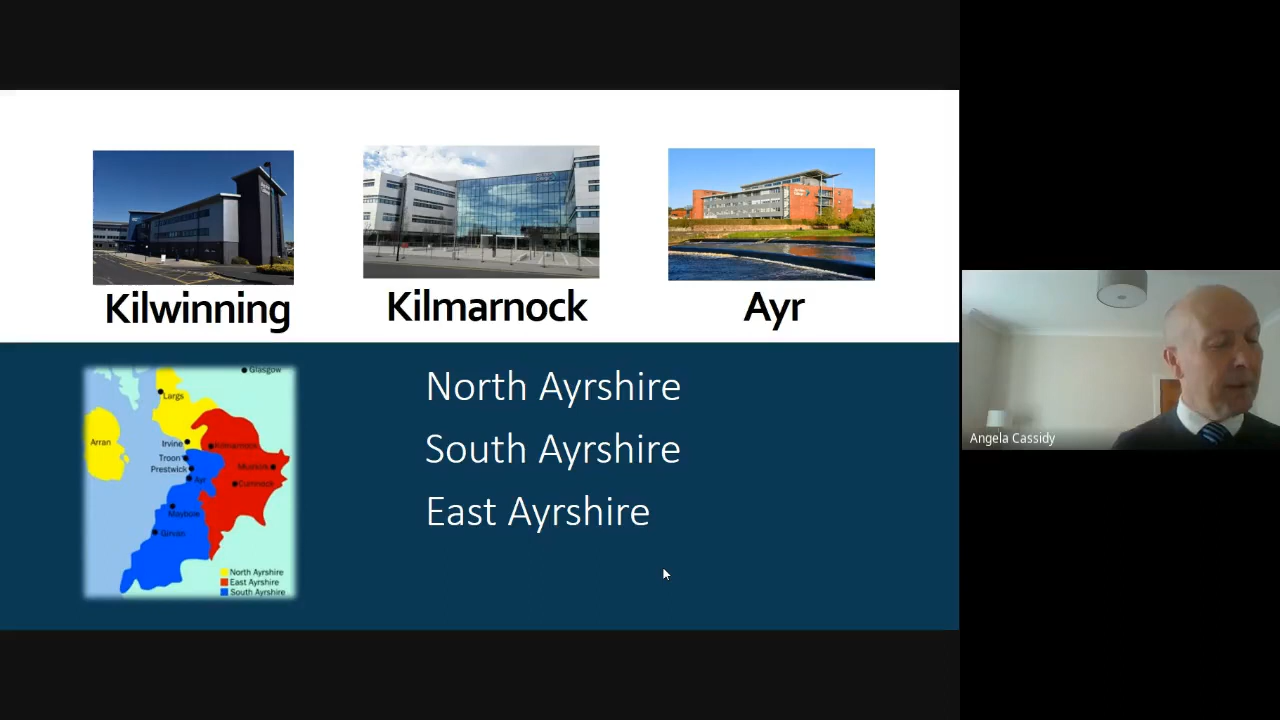 Kilwinning
Kilmarnock
Ayr
North Ayrshire
South Ayrshire
East Ayrshire
Glasgow
Largs
Arran
Irvine
Kilmarnock
Troon
Prestwick
Ayr
Cumnock
Maybole
Girvan
North Ayrshire
East Ayrshire
South Ayrshire
Angela Cassidy